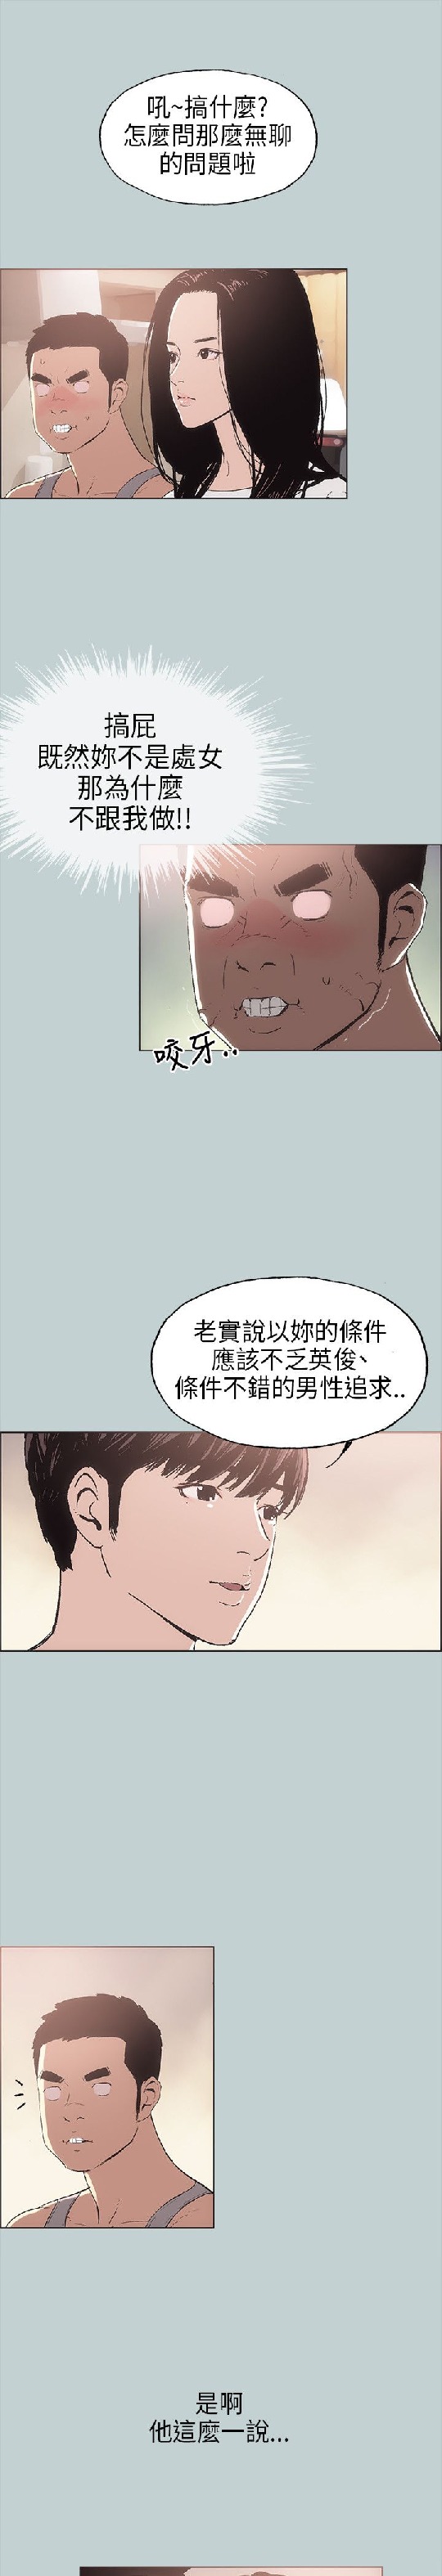 吼~搞什麼?
怎麼問那麼無聊
的問題啦
搞屁
既然妳不是處女
那為什麼
不跟我做!!
咬牙..
老實說以妳的條件
應該不乏英俊、
條件不錯的男性追求..
是啊
他這麼一說...